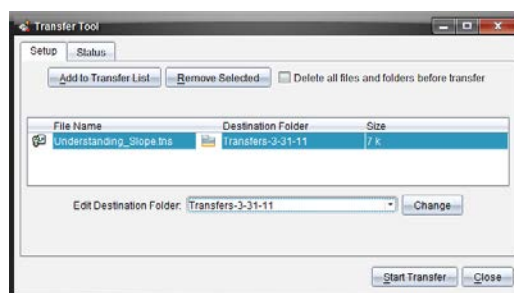 Transfer Tool
Setup Status
Add to Transfer List Remove Selected Delete all files and folders before transfer
File Name Destination Folder Size
Understanding_Slope.tns Transfers-3-31-11 7 k
Edit Destination Folder: Transfers-3-31-11 Change
Start Transfer Close